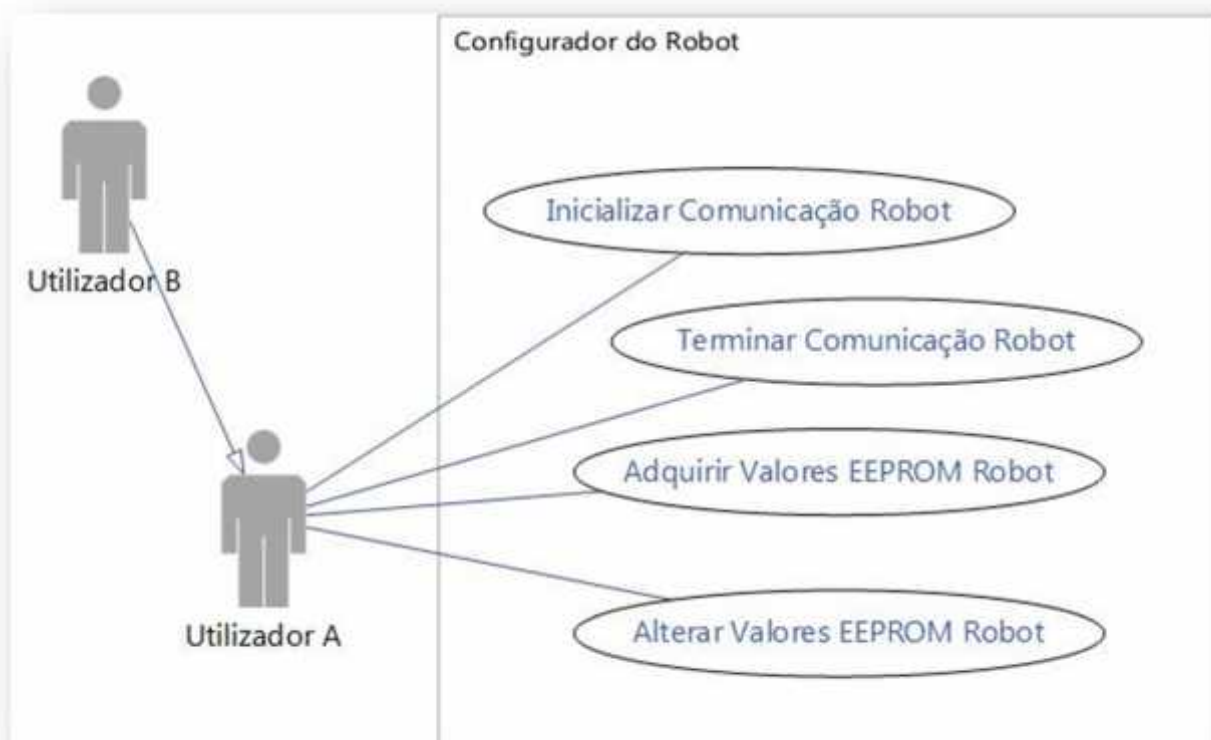 Configurador do Robot
Utilizador B
Inicializar Comunicação Robot
Terminar Comunicação Robot
Adquirir Valores EEPROM Robot
Utilizador A
Alterar Valores EEPROM Robot